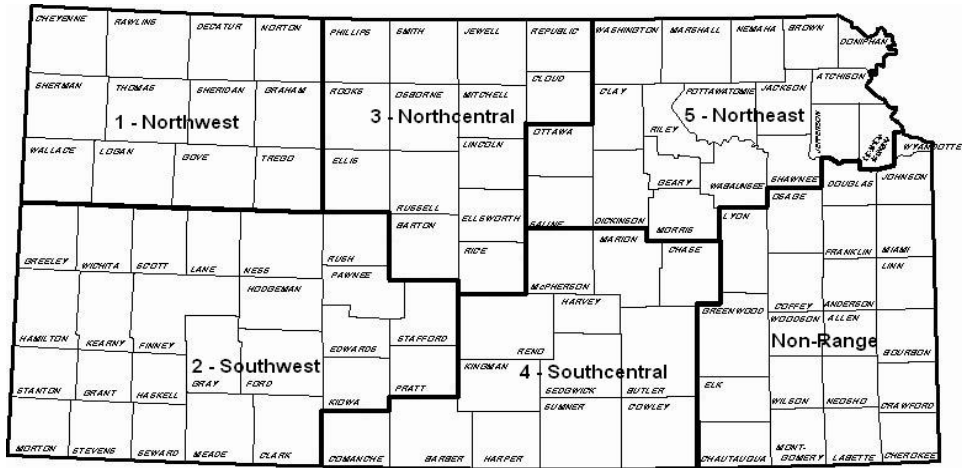 CHEYENNE RAWLINS DECATUR NORTON PHILLIPS SMITH JEWELL REPUBLIC WASHINGTON MARSHALL NEMAHA BROWN DONIPHAN
CLOUD ATCHISON
SHERMAN THOMAS SHERIDAN GRAHAM ROOKS OSBORNE MITCHELL CLAY POTTAWATOMIE JACKSON
1 - Northwest 3 - Northcentral 5 - Northeast
OTTAWA RILEY JEFFERSON
WALLACE LOGAN GOVE TREGO ELLIS LINCOLN WYANDOTTE
GEARY WABAUNSEE SHAWNEE DOUGLAS JOHNSON
RUSSELL ELLSWORTH SALINE DICKINSON MORRIS LYON OSAGE
BARTON
GREELEY WICHITA SCOTT LANE NESS RUSH RICE MARION CHASE FRANKLIN MIAMI
PAWNEE LINN
HODGEMAN McPHERSON
HARVEY GREENWOOD COFFEY ANDERSON
WOODSON ALLEN
HAMILTON KEARNY FINNEY EDWARDS STAFFORD RENO Non-Range
BOURBON
2 - Southwest KINGMAN 4 - Southcentral
STANTON GRANT HASKELL GRAY FORD KIOWA PRATT SEDGWICK BUTLER ELK
SUMNER COWLEY WILSON NEOSHO CRAWFORD
MORTON STEVENS SEWARD MEADE CLARK COMANCHE BARBER HARPER CHAUTAUQUA MONT-
GOMERY LABETTE CHEROKEE